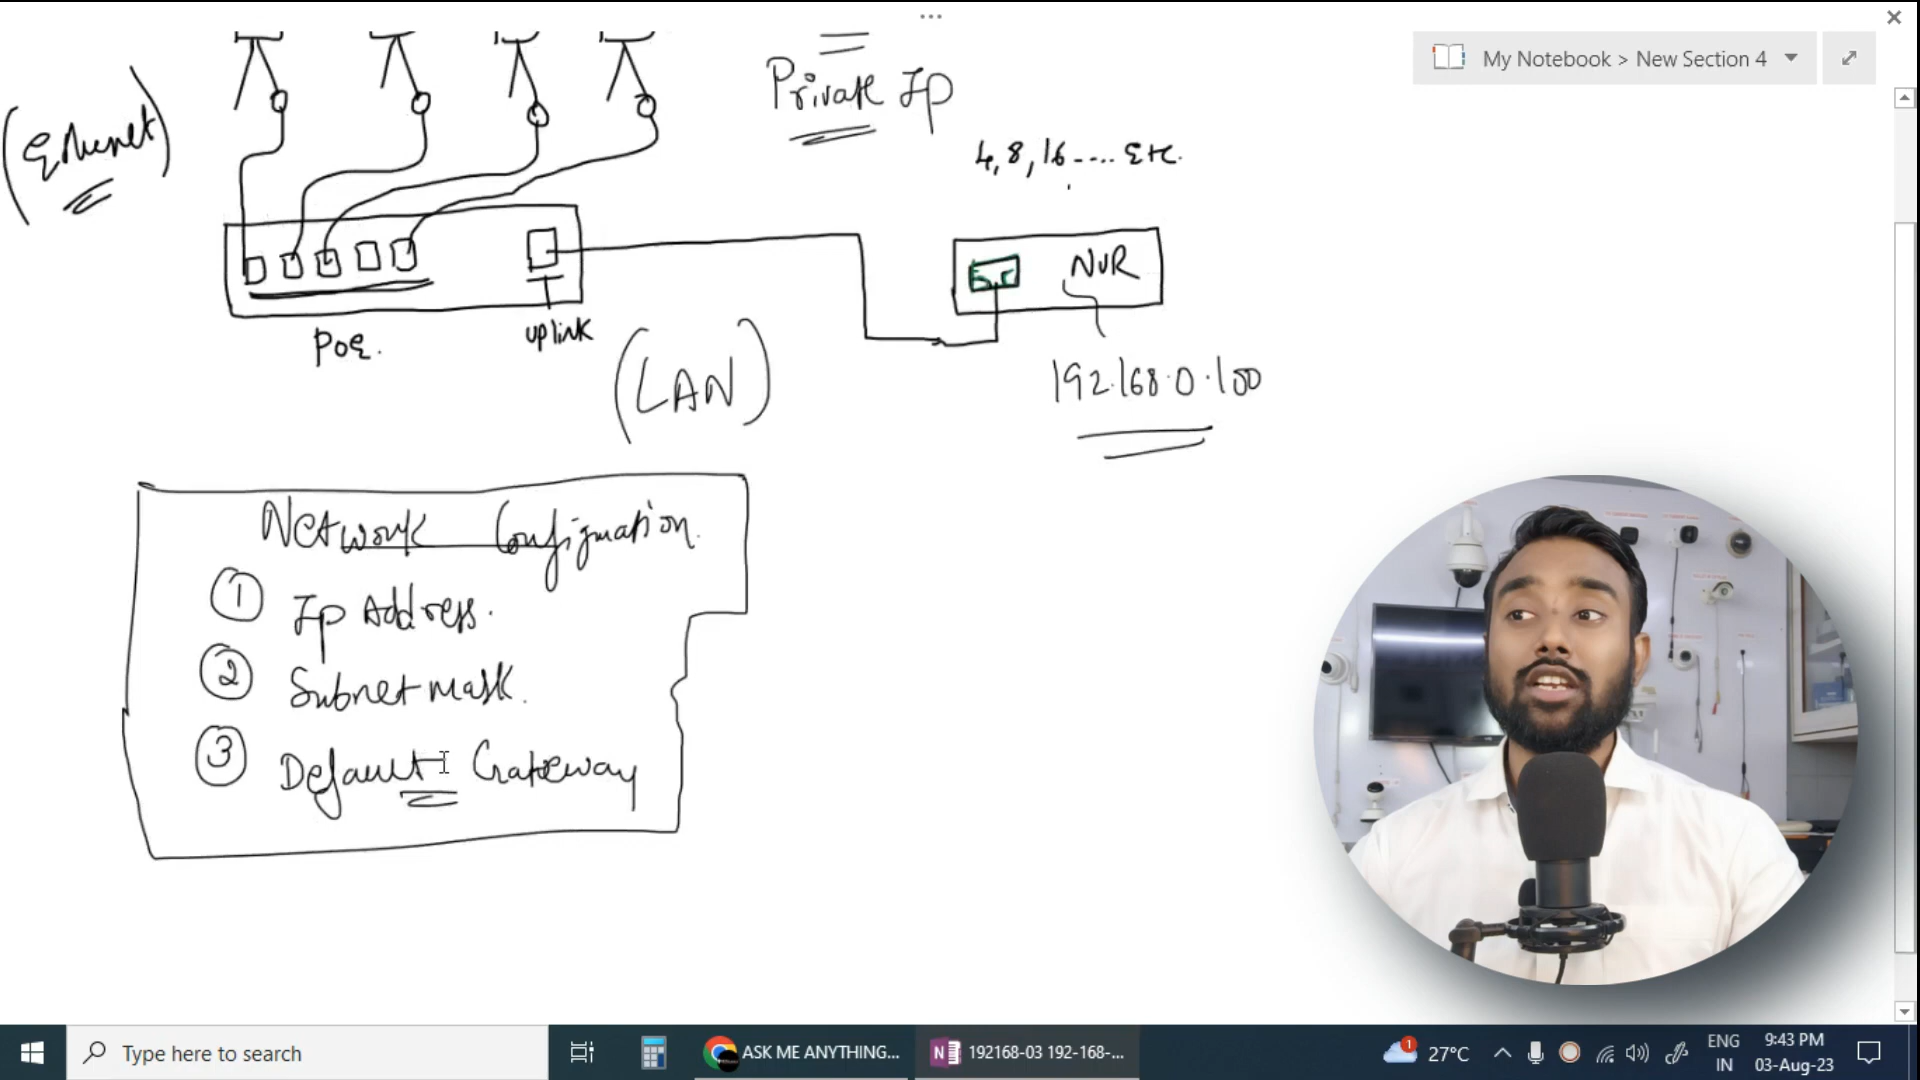 ...
My Notebook > New Section 4
Private Ip
(Ethernet)
4, 8, 16 .... Etc.
NVR
PoE.
uplink
(LAN)
192.168.0.100
Network Configuration.
① Ip Address.
② Subnet mask.
③ Default Gateway
Type here to search
ASK ME ANYTHING...
N
192168-03 192-168-...
1
27°C
ENG
IN
9:43 PM
03-Aug-23